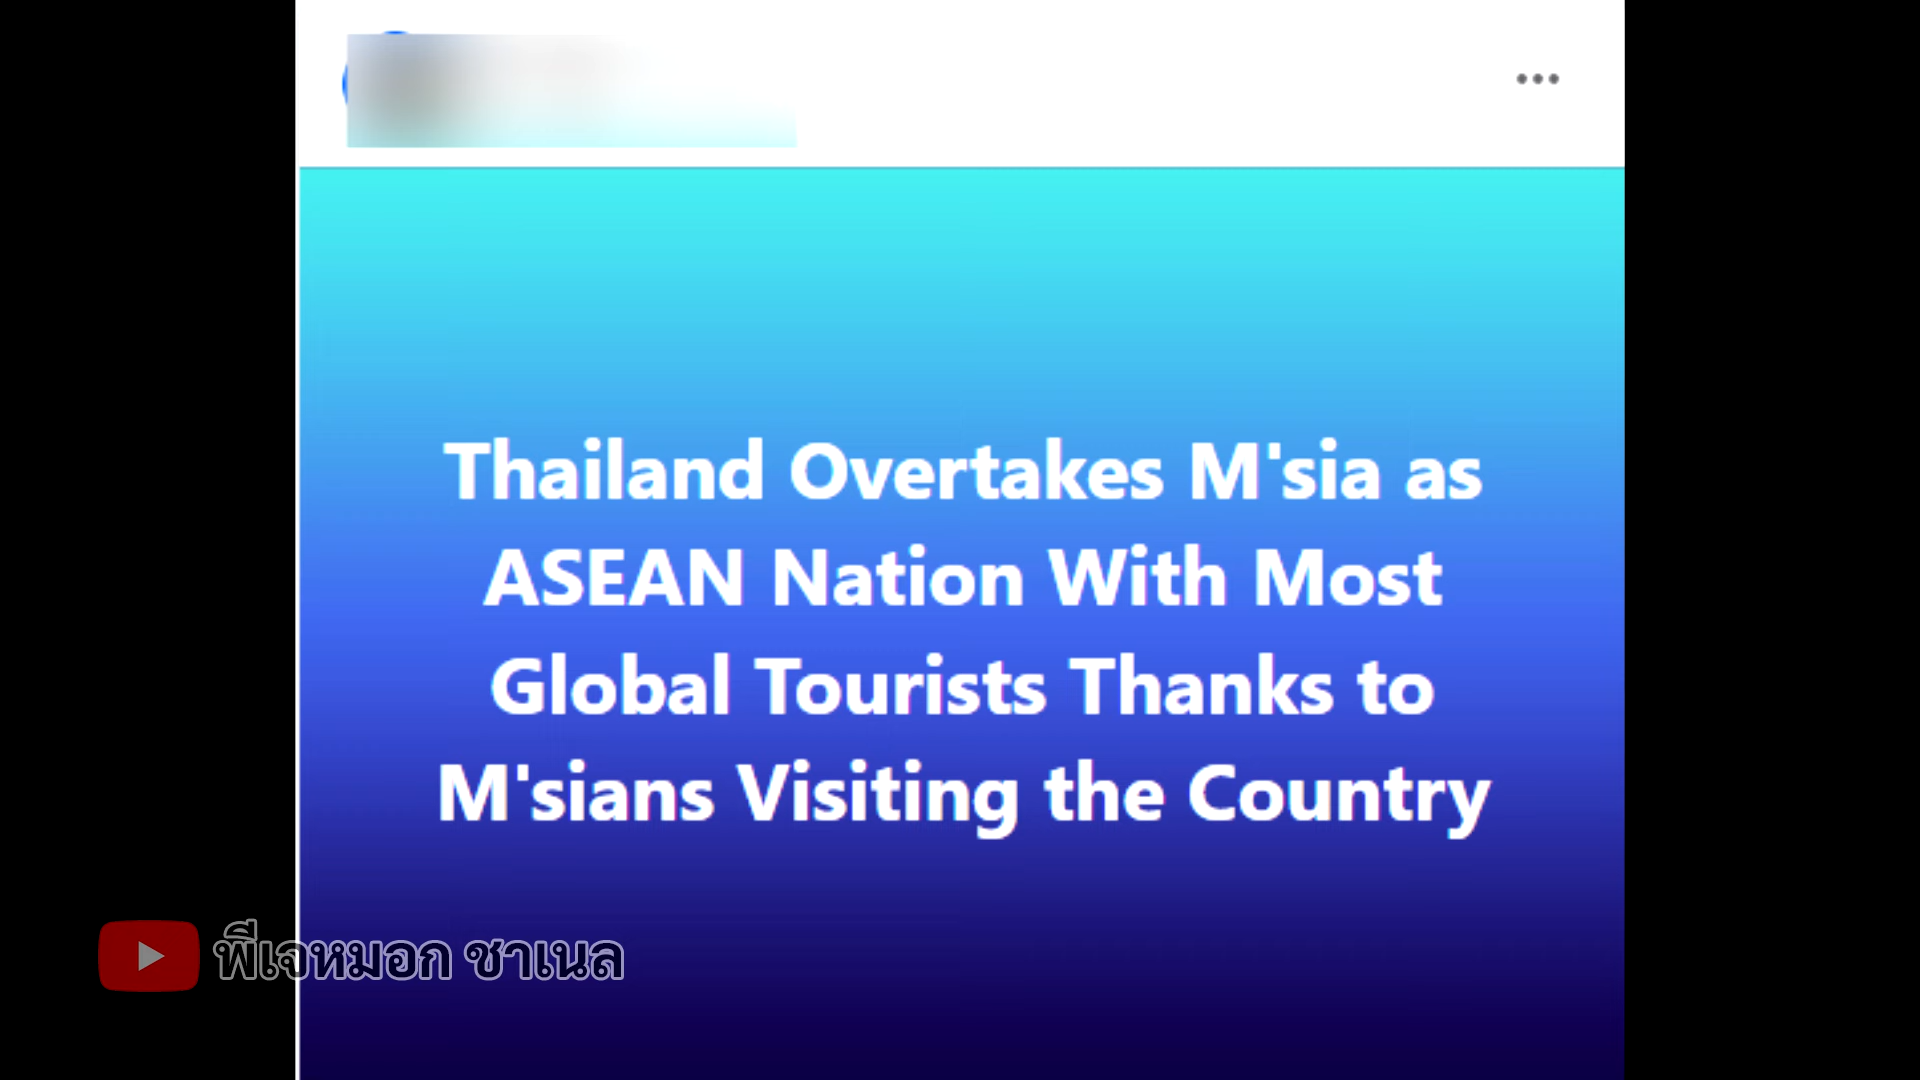 Thailand Overtakes M'sia as
ASEAN Nation With Most
Global Tourists Thanks to
M'sians Visiting the Country
พีเจหมอก ชาเนล